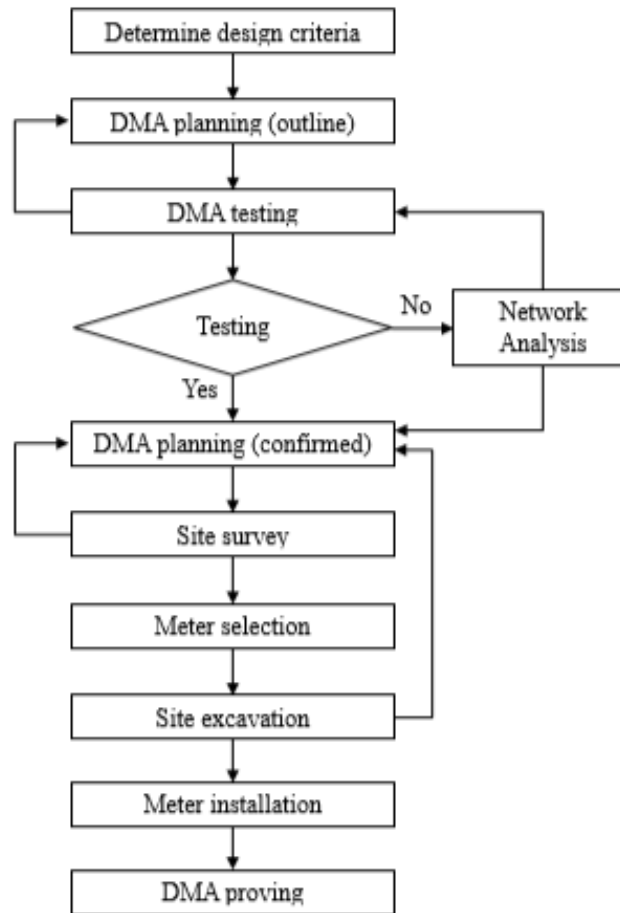 Determine design criteria
DMA planning (outline)
DMA testing
Testing
No
Network
Analysis
Yes
DMA planning (confirmed)
Site survey
Meter selection
Site excavation
Meter installation
DMA proving